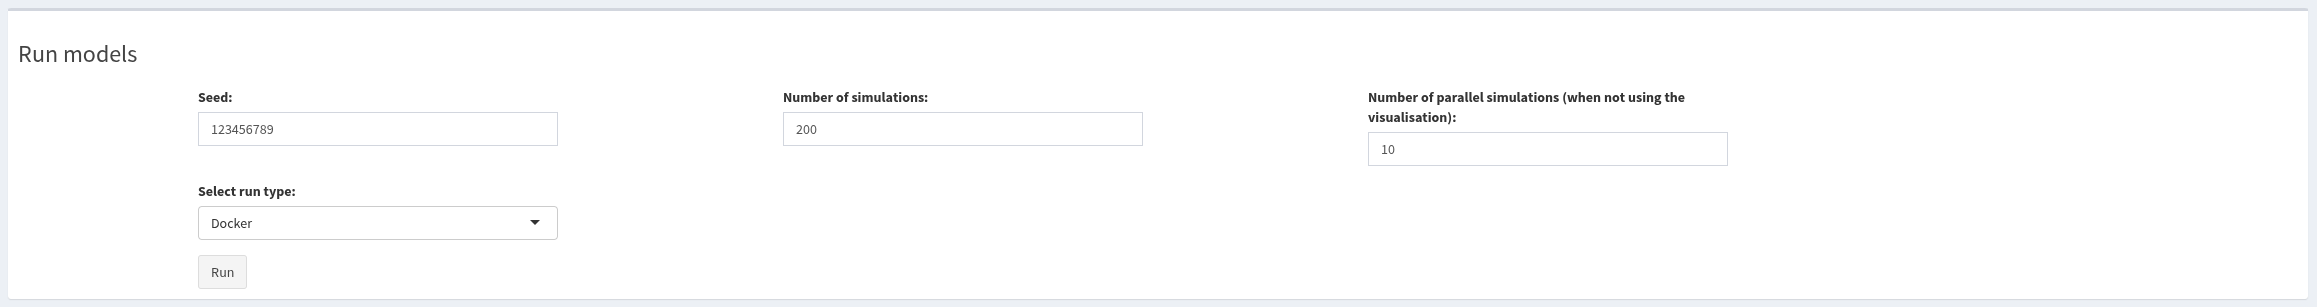 Run models
Seed:
123456789
Number of simulations:
200
Number of parallel simulations (when not using the
visualisation):
10
Select run type:
Docker
Run